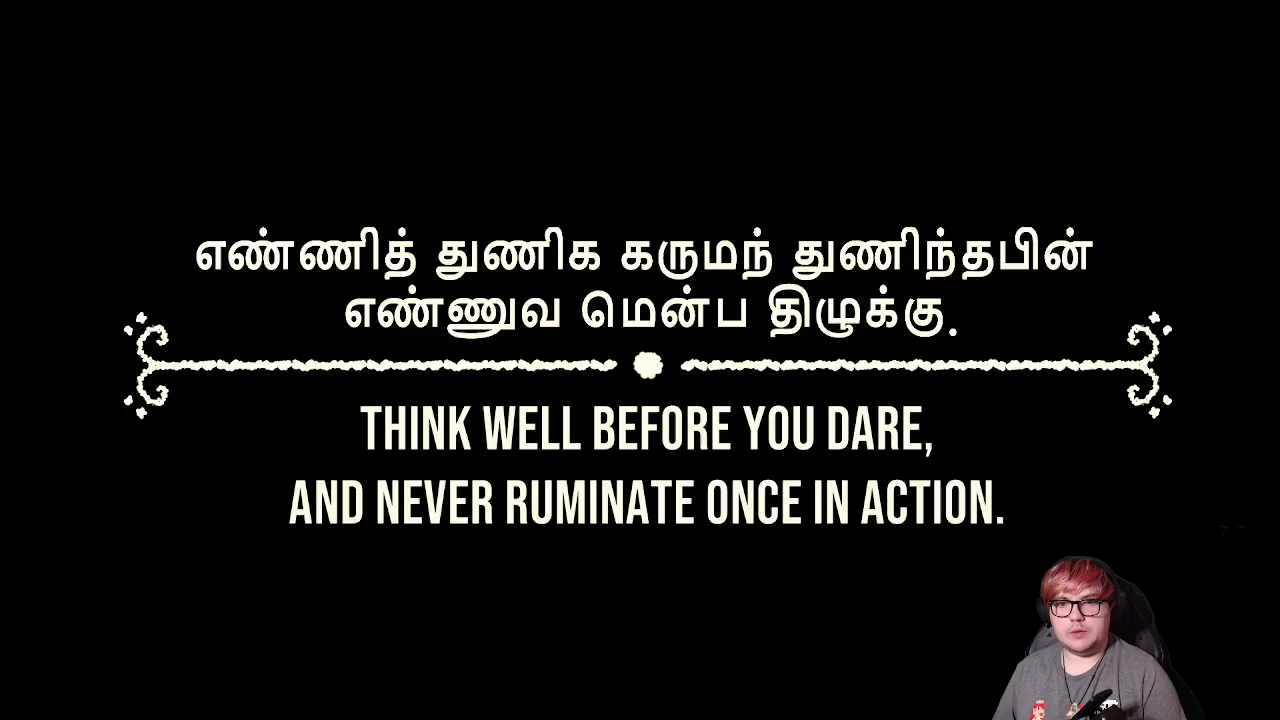 எண்ணித் துணிக கருமந் துணிந்தபின்
எண்ணுவ மென்ப திழுக்கு.
THINK WELL BEFORE YOU DARE,
AND NEVER RUMINATE ONCE IN ACTION.